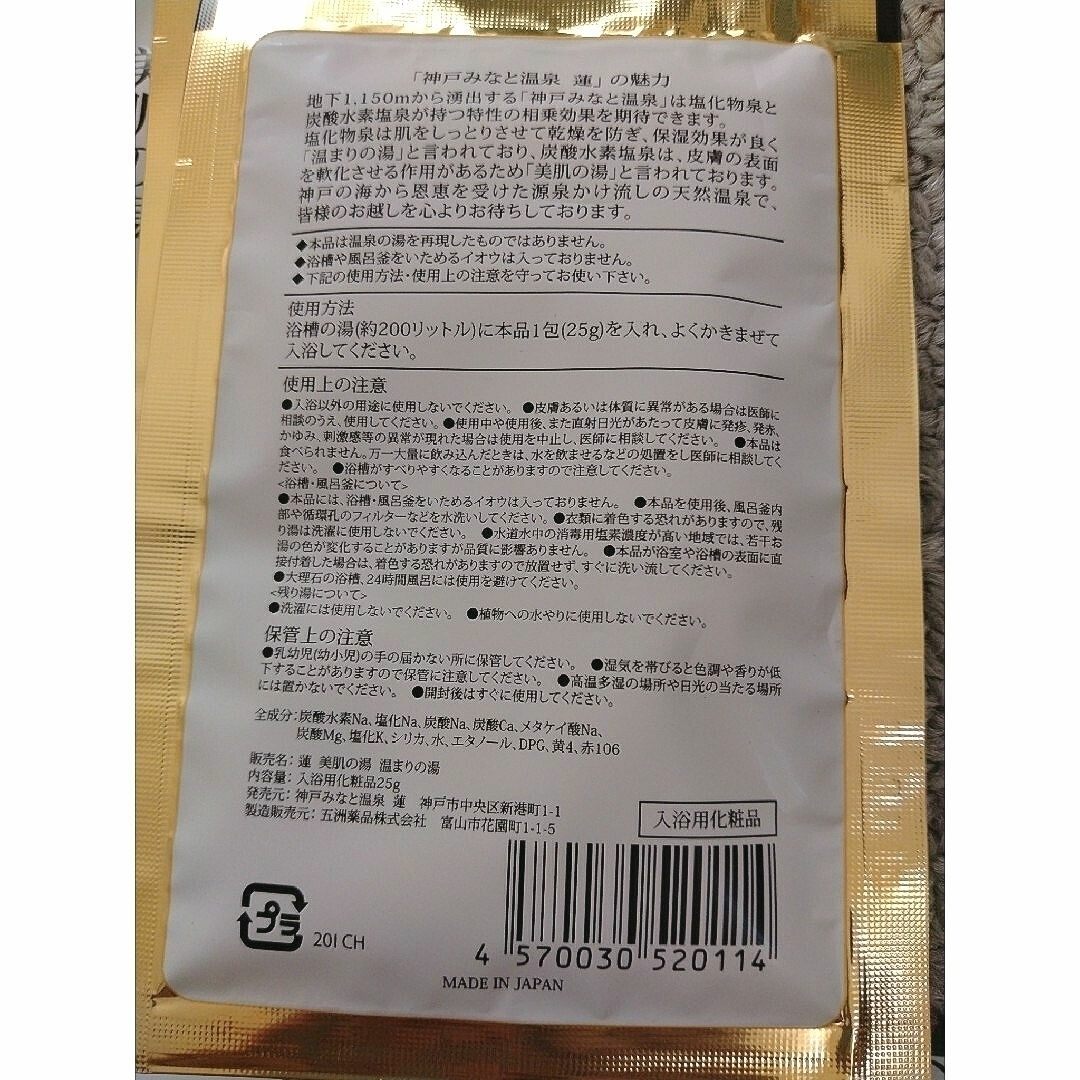 「神戸みなと温泉 蓮」の魅力
地下1,150mから湧出する「神戸みなと温泉」は塩化物泉と
炭酸水素塩泉が持つ特性の相乗効果を期待できます。
塩化物泉は肌をしっとりさせて乾燥を防ぎ、保湿効果が良く
「温まりの湯」と言われており、炭酸水素塩泉は、皮膚の表面
を軟化させる作用があるため「美肌の湯」と言われております。
神戸の海から恩恵を受けた源泉かけ流しの天然温泉で、
皆様のお越しを心よりお待ちしております。
◆本品は温泉の湯を再現したものではありません。
◆浴槽や風呂釜をいためるイオウは入っておりません。
◆下記の使用方法・使用上の注意を守ってお使い下さい。
使用方法
浴槽の湯(約200リットル)に本品1包(25g)を入れ、よくかきまぜて
入浴してください。
使用上の注意
●入浴以外の用途に使用しないでください。 ●皮膚あるいは体質に異常がある場合は医師に
相談のうえ、使用してください。●使用中や使用後、また直射日光があたって皮膚に発疹、発赤、
かゆみ、刺激感等の異常が現れた場合は使用を中止し、医師に相談してください。 ●本品は
食べられません。万一大量に飲み込んだときは、水を飲ませるなどの処置をし医師に相談してく
ださい。 ●浴槽がすべりやすくなることがありますので注意してください。
<浴槽・風呂釜について>
●本品には、浴槽・風呂釜をいためるイオウは入っておりません。 ●本品を使用後、風呂釜内
部や循環孔のフィルターなどを水洗いしてください。●衣類に着色する恐れがありますので、残
り湯は洗濯に使用しないでください。 ●水道水中の消毒用塩素濃度が高い地域では、若干お
湯の色が変化することがありますが品質に影響ありません。 ●本品が浴室や浴槽の表面に直
接付着した場合は、着色する恐れがありますので放置せず、すぐに洗い流してください。
●大理石の浴槽、24時間風呂には使用を避けてください。
<残り湯について>
●洗濯には使用しないでください。 ●植物への水やりに使用しないでください。
保管上の注意
●乳幼児(幼小児)の手の届かない所に保管してください。 ●湿気を帯びると色調や香りが低
下することがありますので保管に注意してください。 ●高温多湿の場所や日光の当たる場所
には置かないでください。 ●開封後はすぐに使用してください。
全成分:炭酸水素Na、塩化Na、炭酸Na、炭酸Ca、メタケイ酸Na、
炭酸Mg、塩化K、シリカ、水、エタノール、DPG、黄4、赤106
販売名:蓮 美肌の湯 温まりの湯
内容量:入浴用化粧品25g
発売元:神戸みなと温泉 蓮 神戸市中央区新港町1-1
製造販売元:五洲薬品株式会社 富山市花園町1-1-5
入浴用化粧品
プラ
201 CH
4 570030 520114
MADE IN JAPAN